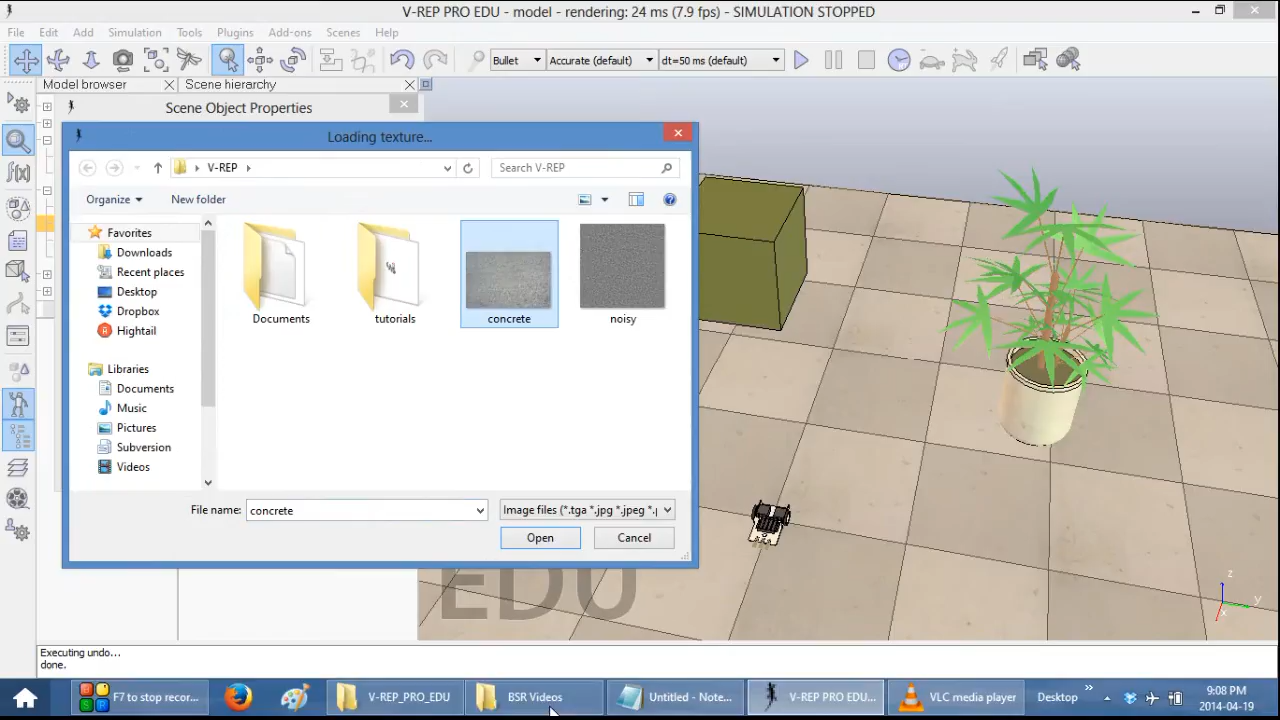 V-REP PRO EDU - model - rendering: 24 ms (7.9 fps) - SIMULATION STOPPED
File Edit Add Simulation Tools Plugins Add-ons Scenes Help
Bullet Accurate (default) dt=50 ms (default)
Model browser Scene hierarchy
Scene Object Properties
Loading texture...
V-REP Search V-REP
Organize New folder
Favorites
Downloads
Recent places
Desktop
Dropbox
Hightail
Libraries
Documents
Music
Pictures
Subversion
Videos
Documents tutorials concrete noisy
File name: concrete Image files (*.tga *.jpg *.jpeg *.
Open Cancel
EDU
z
y
x
Executing undo...
done.
F7 to stop recor... V-REP_PRO_EDU BSR Videos Untitled - Note... V-REP PRO EDU... VLC media player Desktop » 9:08 PM
2014-04-19